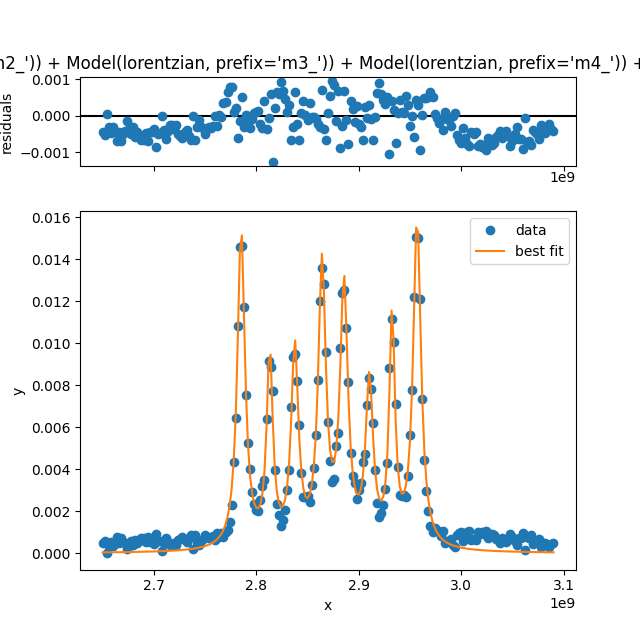 m2_')) + Model(lorentzian, prefix='m3_')) + Model(lorentzian, prefix='m4_')) +
0.001
0.000
−0.001
residuals
1e9
0.016
0.014
0.012
0.010
0.008
0.006
0.004
0.002
0.000
y
data
best fit
2.7
2.8
2.9
3.0
3.1
1e9
x